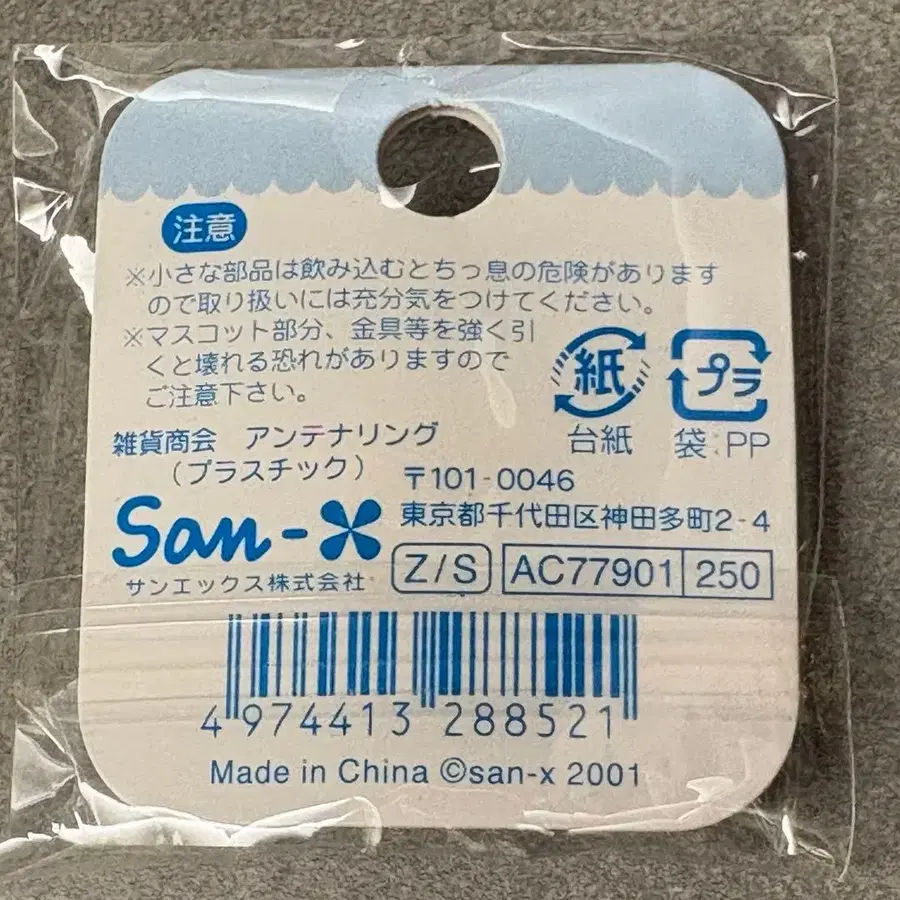 注意
※小さな部品は飲み込むとちっ息の危険があります
ので取り扱いには充分気をつけてください。
※マスコット部分、金具等を強く引
くと壊れる恐れがありますので
ご注意下さい。
紙
プラ
台紙
袋:PP
雑貨商会 アンテナリング
(プラスチック)
〒101-0046
San-X
東京都千代田区神田多町2-4
サンエックス株式会社
Z/S
AC77901 250
4 974413 288521
Made in China ©san-x 2001